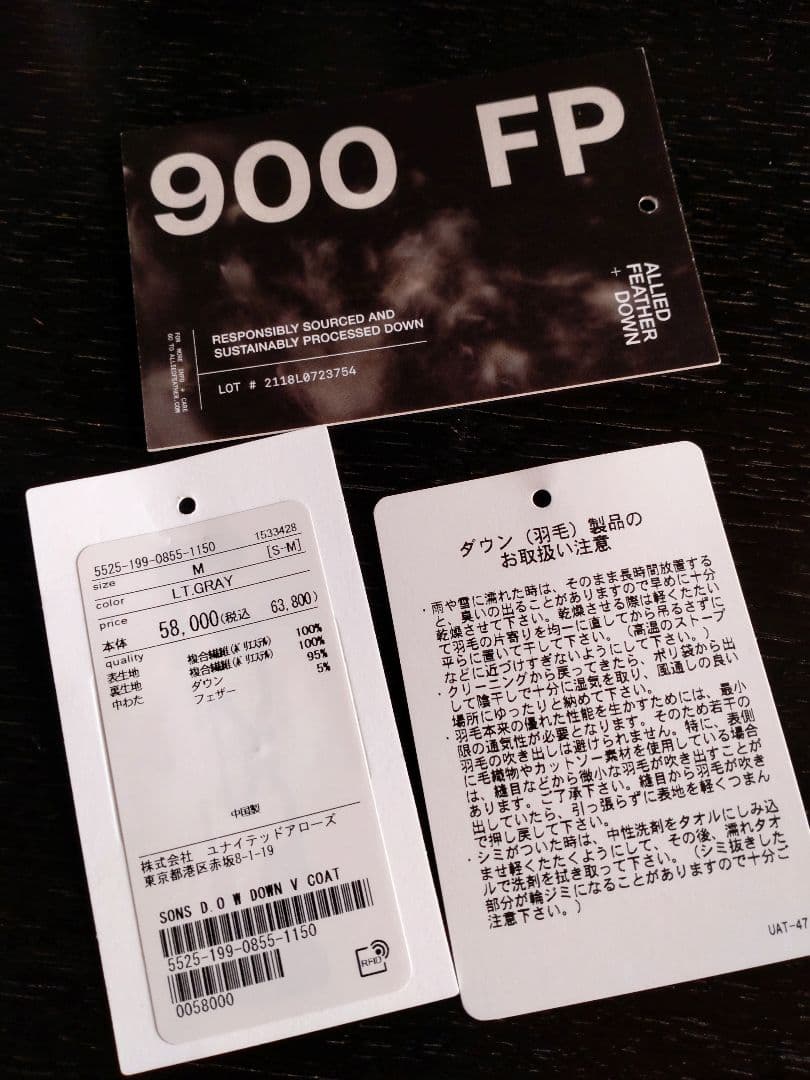 900 FP
ALLIED
FEATHER
+ DOWN
RESPONSIBLY SOURCED AND
SUSTAINABLY PROCESSED DOWN
LOT # 2118L0723754
FOR MORE INFO + CARE
GO TO ALLIEDFEATHER.COM
5525-199-0855-1150 1533428
size M [S-M]
color LT.GRAY
price
本体 58,000(税込 63,800)
quality
表生地 複合繊維(ポリエステル) 100%
裏生地 複合繊維(ポリエステル) 100%
中わた ダウン 95%
フェザー 5%
中国製
株式会社 ユナイテッドアローズ
東京都港区赤坂8-1-19
SONS D.O W DOWN V COAT
5525-199-0855-1150
0058000
RFID
ダウン（羽毛）製品の
お取扱い注意
・雨や雪に濡れた時は、そのまま長時間放置する
と、臭いの出ることがありますので早めに十分
乾燥させて下さい。乾燥させる際は軽くたたい
て羽毛の片寄りを均一に直してから吊るさずに
平らに置いて干して下さい。（高温のストーブ
などに近づけすぎないようにして下さい。）
・クリーニングから戻ってきたら、ポリ袋から出
して陰干しで十分に湿気を取り、風通しの良い
場所にゆったりと納めて下さい。
・羽毛本来の優れた性能を生かすためには、最小
限の通気性が必要となります。そのため若干の
羽毛の吹き出しは避けられません。特に、表側
に毛織物やカットソー素材を使用している場合
は、縫目などから微小な羽毛が吹き出すことが
あります。ご了承下さい。縫目から羽毛が吹き
出していたら、引っ張らずに表地を軽くつまん
で押し戻して下さい。
・シミがついた時は、中性洗剤をタオルにしみ込
ませ軽くたたくようにして、その後、濡れタオ
ルで洗剤を拭き取って下さい。（シミ抜きした
部分が輪ジミになることがありますので十分ご
注意下さい。）
UAT-47